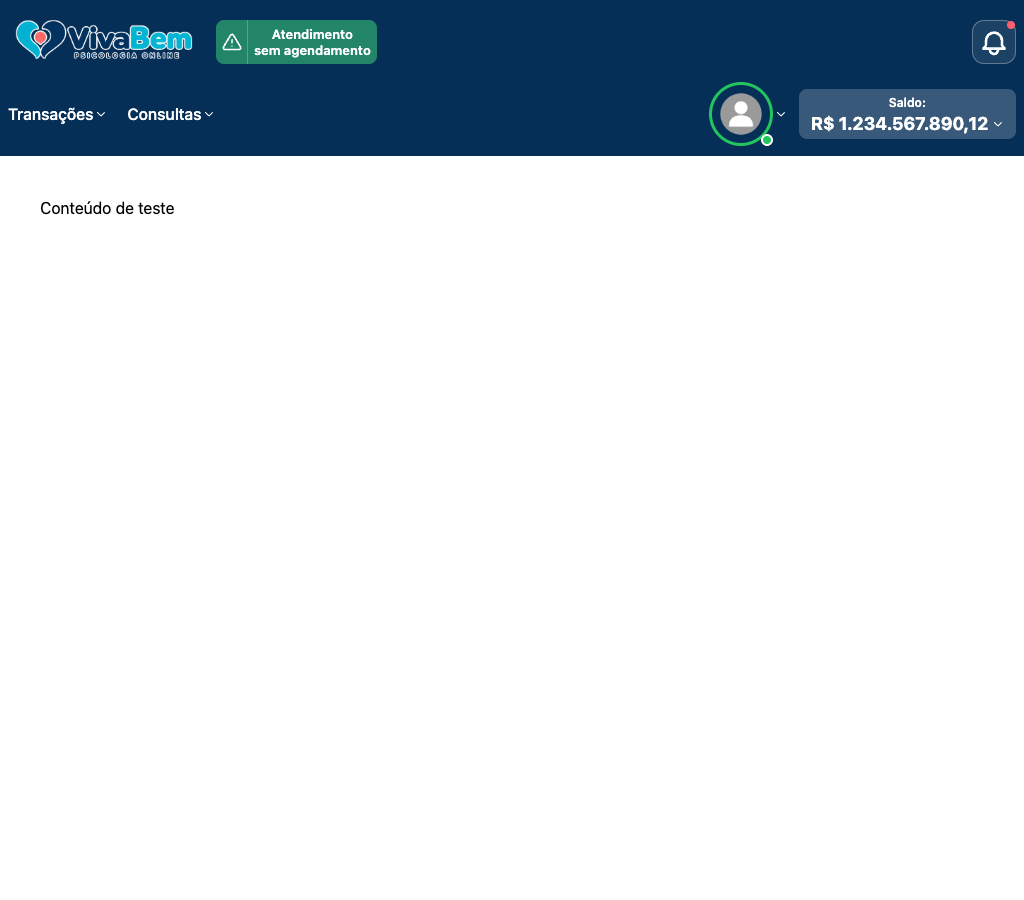 VivaBem
PSICOLOGIA ONLINE
Atendimento
sem agendamento
Transações
Consultas
Saldo:
R$ 1.234.567.890,12
Conteúdo de teste